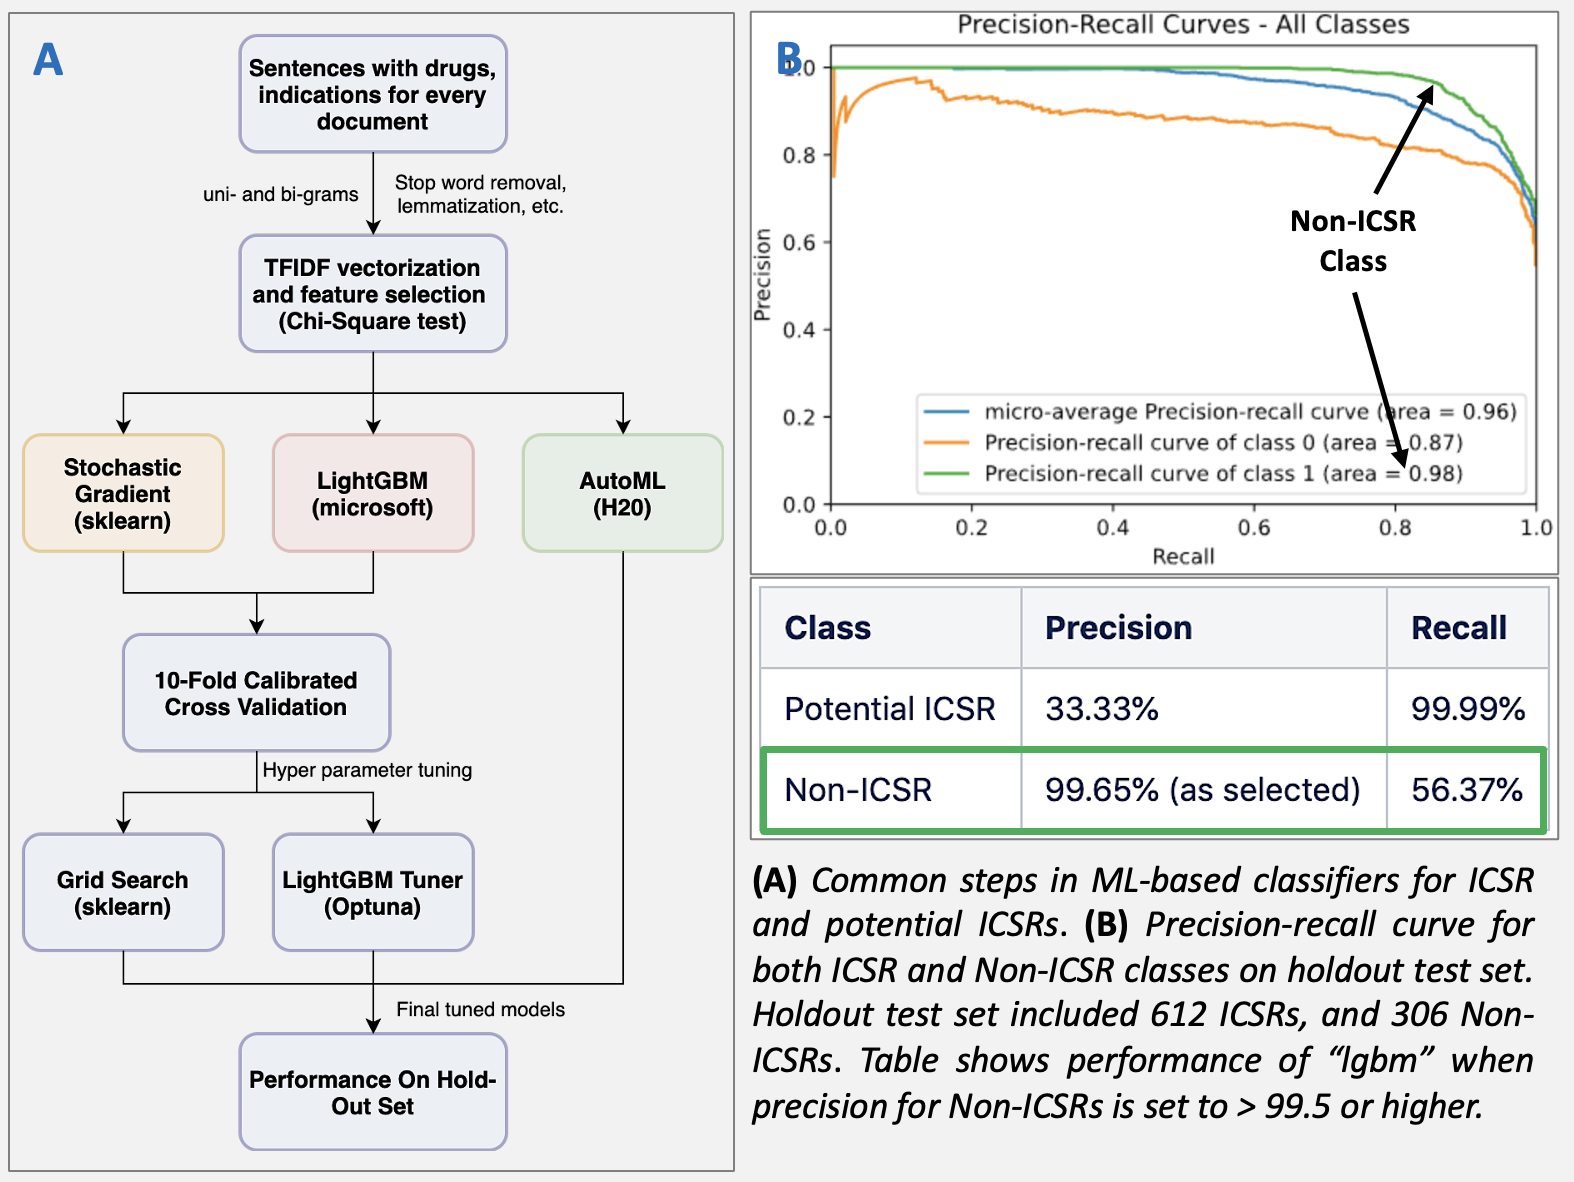 A
Sentences with drugs,
indications for every
document
uni- and bi-grams
Stop word removal,
lemmatization, etc.
TFIDF vectorization
and feature selection
(Chi-Square test)
Stochastic
Gradient
(sklearn)
LightGBM
(microsoft)
AutoML
(H20)
10-Fold Calibrated
Cross Validation
Hyper parameter tuning
Grid Search
(sklearn)
LightGBM Tuner
(Optuna)
Final tuned models
Performance On Hold-
Out Set
B
Precision-Recall Curves - All Classes
1.0
0.8
0.6
0.4
0.2
0.0
Precision
Non-ICSR
Class
micro-average Precision-recall curve (area = 0.96)
Precision-recall curve of class 0 (area = 0.87)
Precision-recall curve of class 1 (area = 0.98)
0.0 0.2 0.4 0.6 0.8 1.0
Recall
Class Precision Recall
Potential ICSR 33.33% 99.99%
Non-ICSR 99.65% (as selected) 56.37%
(A) Common steps in ML-based classifiers for ICSR
and potential ICSRs. (B) Precision-recall curve for
both ICSR and Non-ICSR classes on holdout test set.
Holdout test set included 612 ICSRs, and 306 Non-
ICSRs. Table shows performance of “lgbm” when
precision for Non-ICSRs is set to > 99.5 or higher.